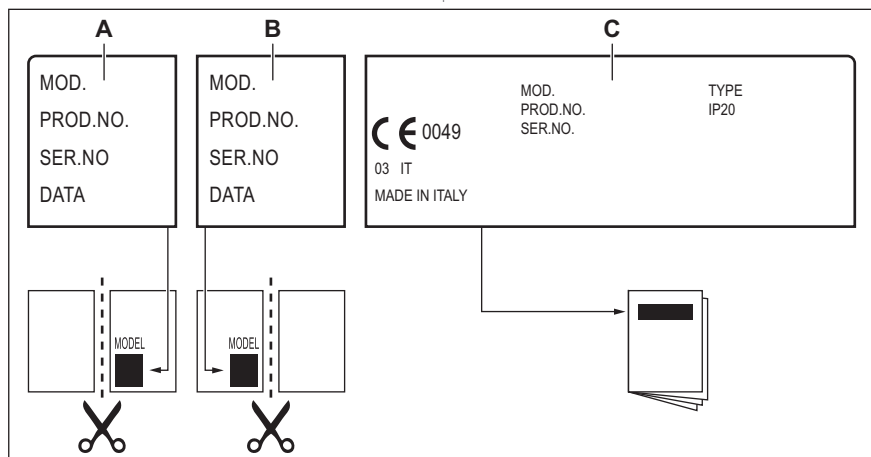 A
B
C
MOD.
PROD.NO.
SER.NO
DATA
MOD.
PROD.NO.
SER.NO
DATA
MOD.
PROD.NO.
SER.NO.
TYPE
IP20
CE 0049
03 IT
MADE IN ITALY
MODEL
MODEL